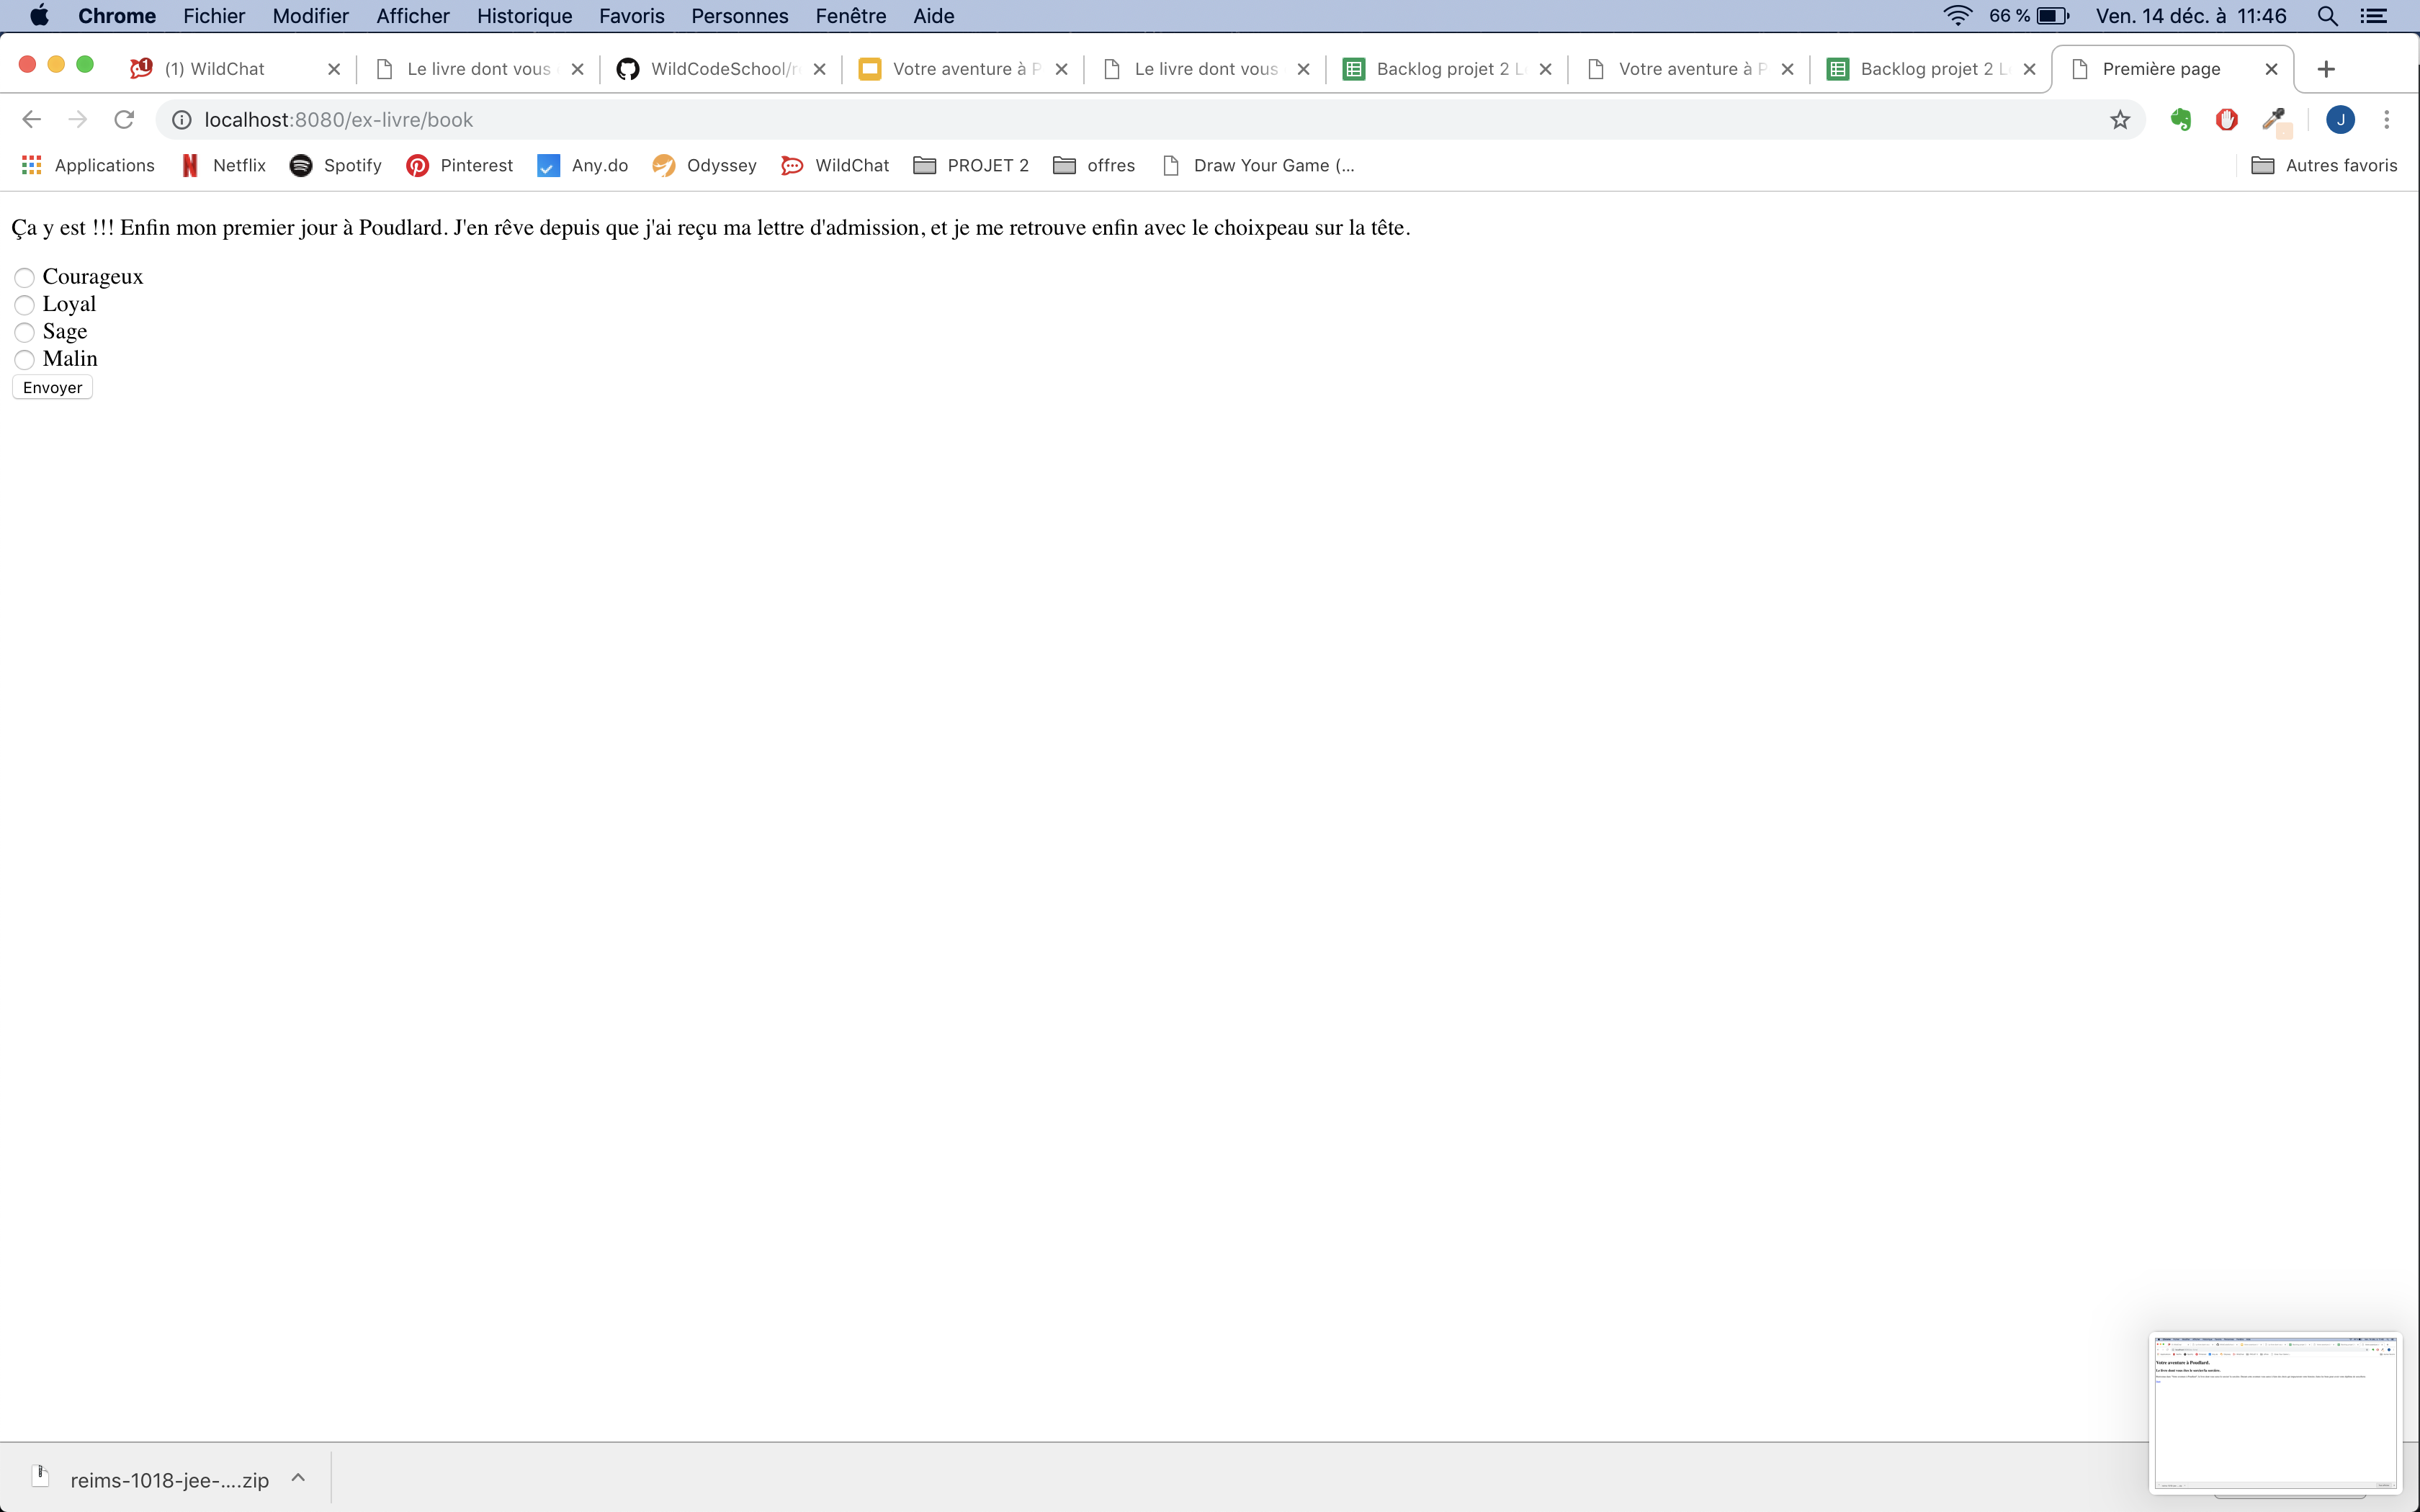 Chrome Fichier Modifier Afficher Historique Favoris Personnes Fenêtre Aide 66 % Ven. 14 déc. à 11:46
(1) WildChat Le livre dont vous WildCodeSchool/r Votre aventure à P Le livre dont vous Backlog projet 2 L Votre aventure à P Backlog projet 2 L Première page
localhost:8080/ex-livre/book J
Applications Netflix Spotify Pinterest Any.do Odyssey WildChat PROJET 2 offres Draw Your Game (... Autres favoris
Ça y est !!! Enfin mon premier jour à Poudlard. J'en rêve depuis que j'ai reçu ma lettre d'admission, et je me retrouve enfin avec le choixpeau sur la tête.
Courageux
Loyal
Sage
Malin
Envoyer
Votre aventure à Poudlard.
reims-1018-jee-....zip